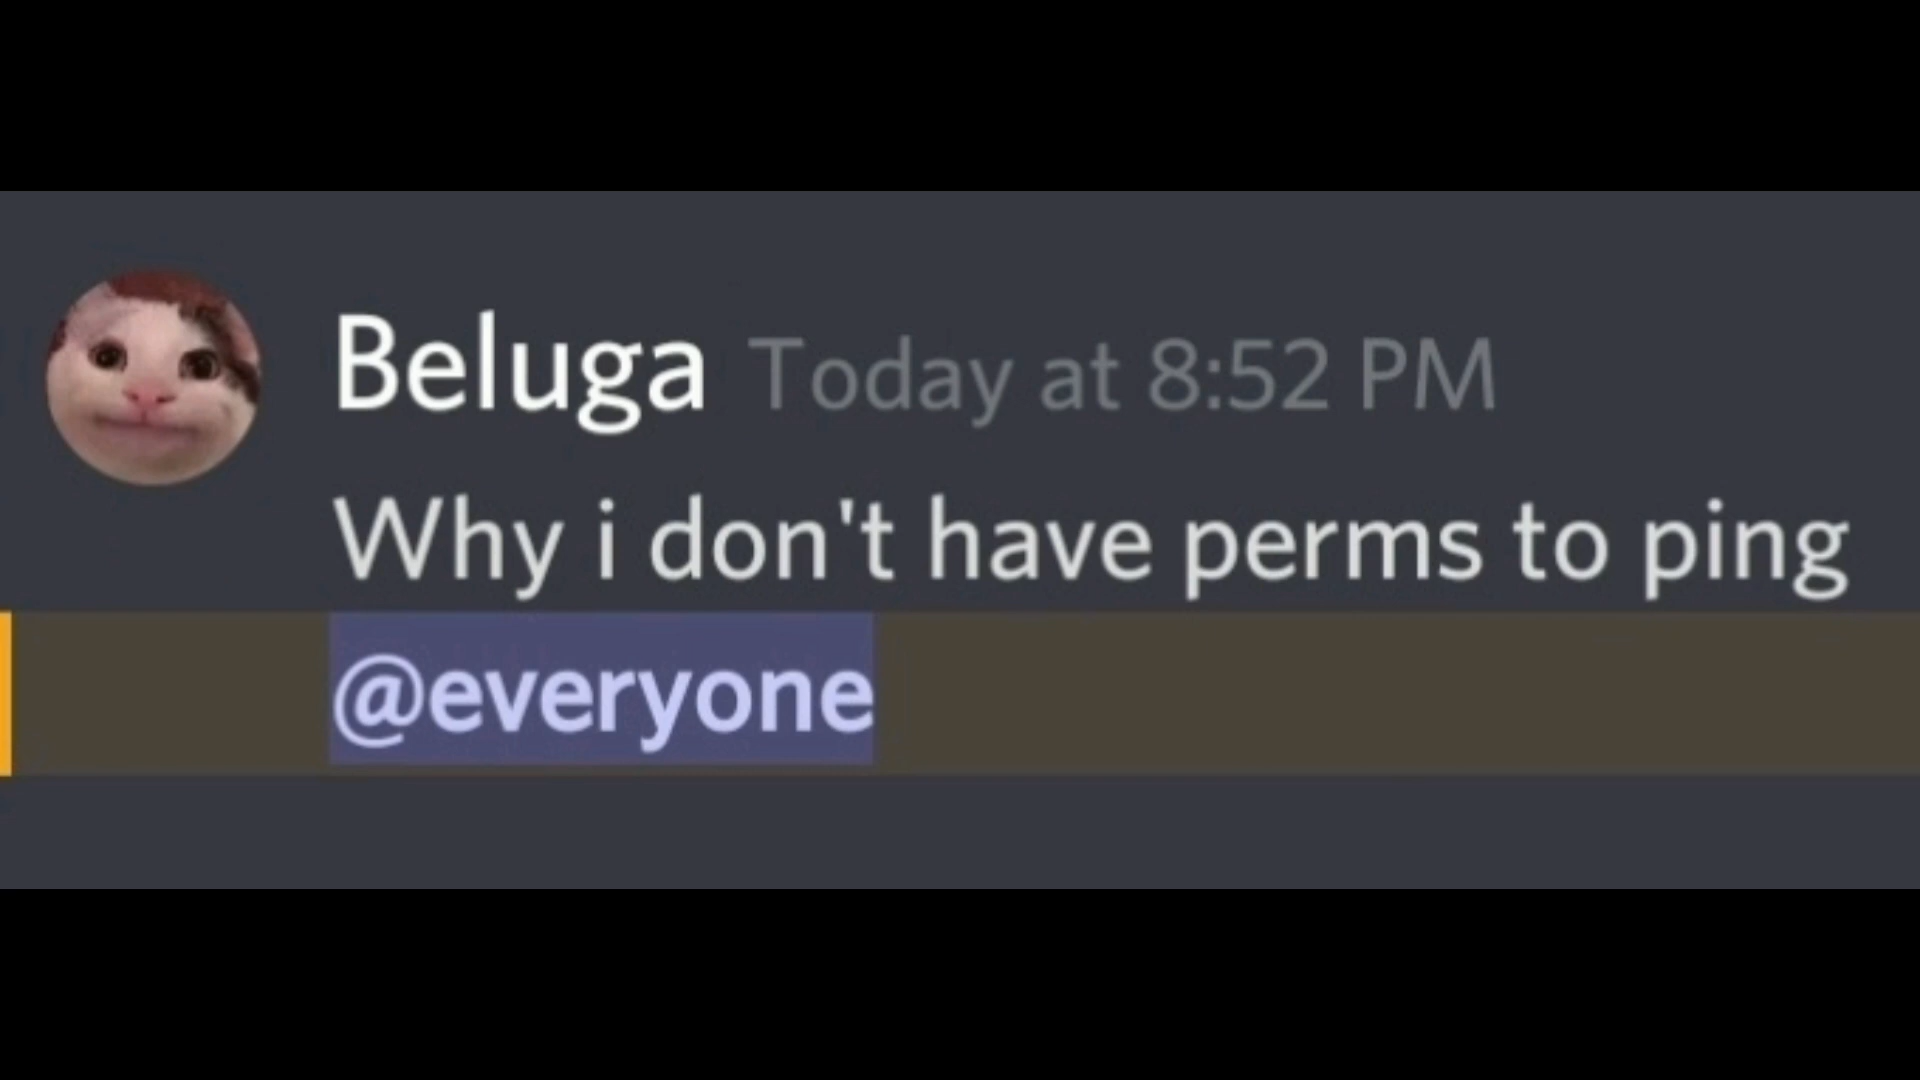 Beluga Today at 8:52 PM
Why i don't have perms to ping
@everyone